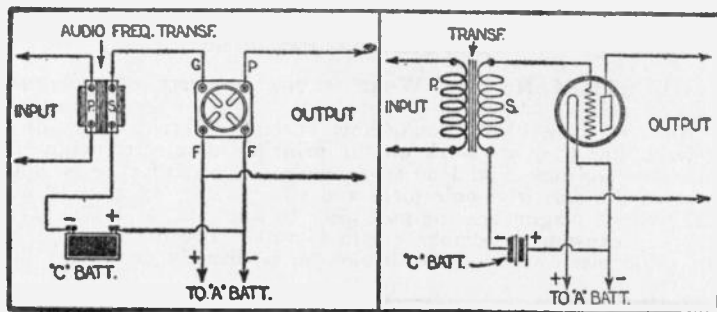 AUDIO FREQ. TRANSF.
G P
INPUT P. S. OUTPUT
F F
- +
"C" BATT.
+ -
TO "A" BATT.
TRANSF.
P. S.
INPUT OUTPUT
- +
"C" BATT.
+ -
TO "A" BATT.